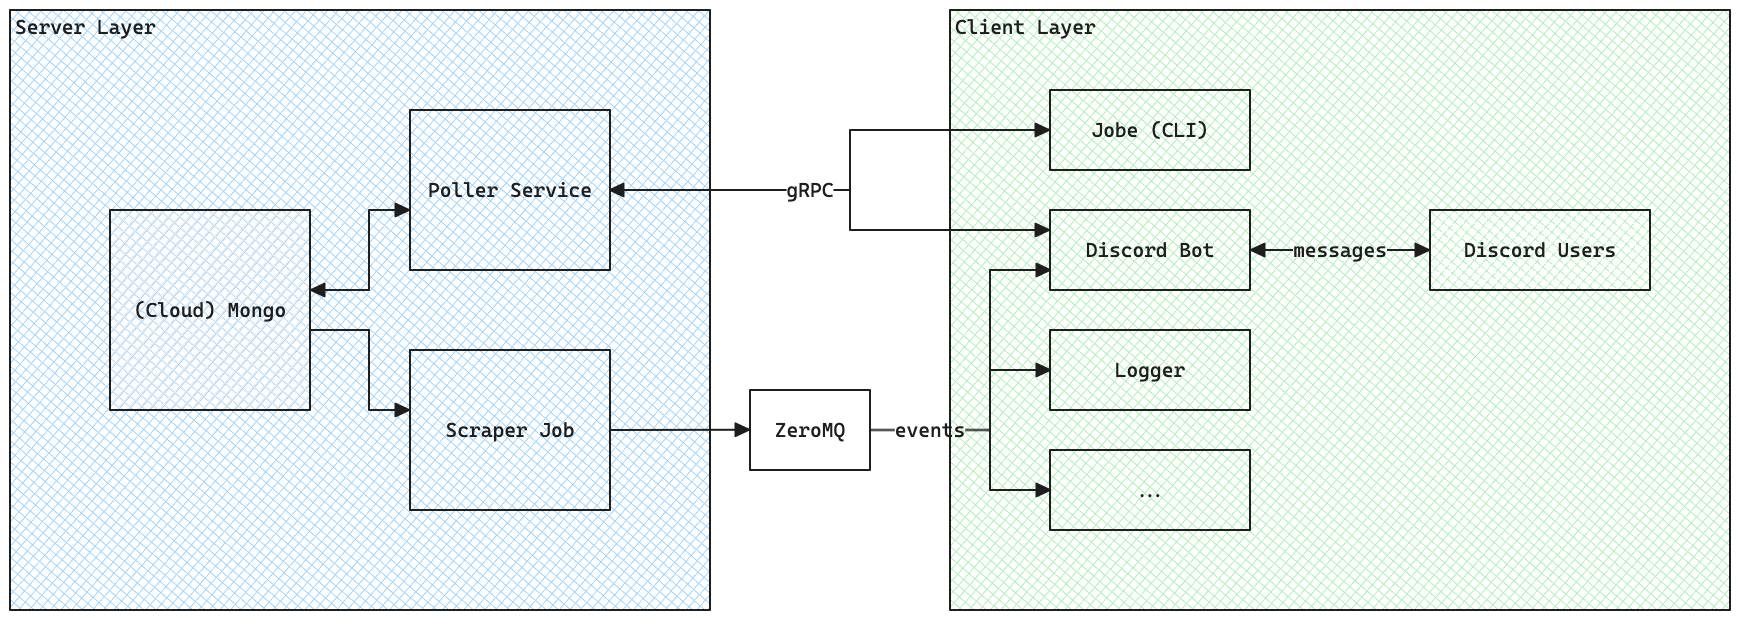 Server Layer
Client Layer
Jobe (CLI)
Poller Service
gRPC
Discord Bot
messages
Discord Users
(Cloud) Mongo
Logger
Scraper Job
ZeroMQ
events
...